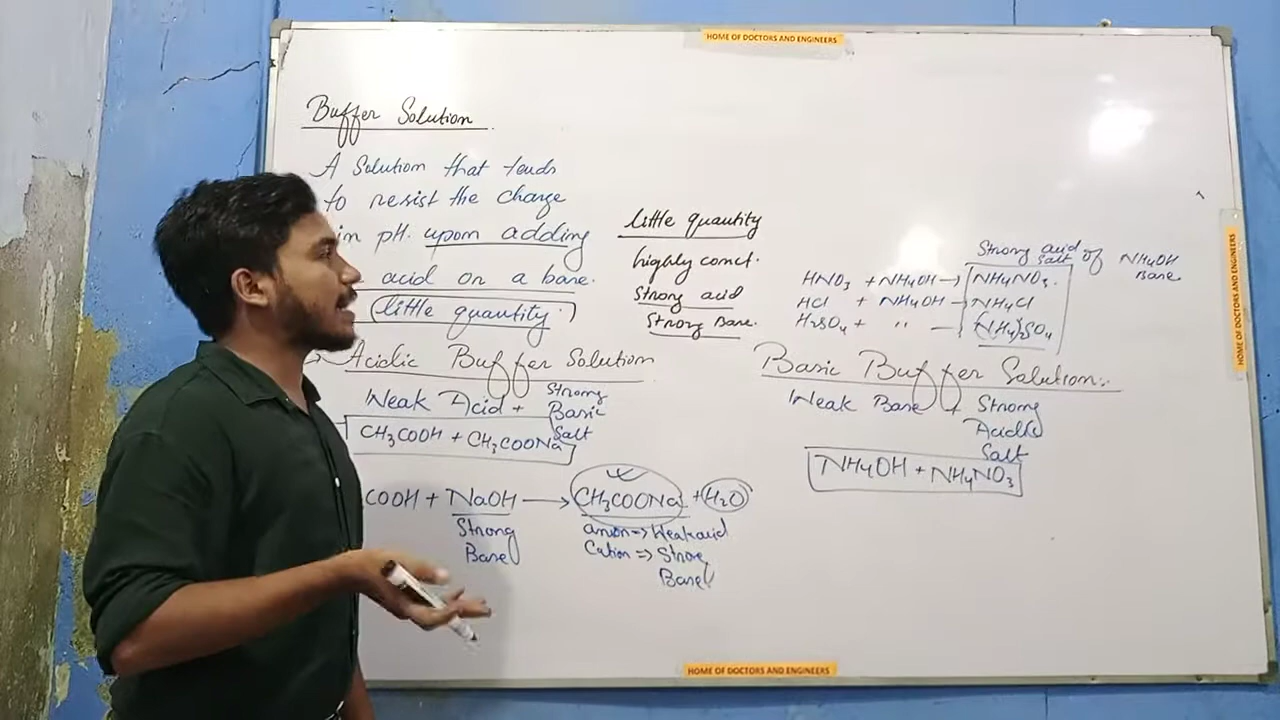 HOME OF DOCTORS AND ENGINEERS
Buffer Solution
A Solution that tends
to resist the change
in pH. upon adding
acid or a base.
(little quantity.)
little quantity
highly conct.
Strong acid
Strong Base.
Strong acid salt of NH4OH Base
HNO3 + NH4OH → NH4NO3.
HCl + NH4OH → NH4Cl
H2SO4 + " — (NH4)2SO4
HOME OF DOCTORS AND ENGINEERS
Acidic Buffer Solution
Weak Acid + Strong Basic Salt
CH3COOH + CH3COONa
COOH + NaOH → CH3COONa + H2O
Strong
Base
anion => Weak acid
Cation => Strong
Base
Basic Buffer Solution:
Weak Base + Strong
Acidic
Salt
NH4OH + NH4NO3
HOME OF DOCTORS AND ENGINEERS